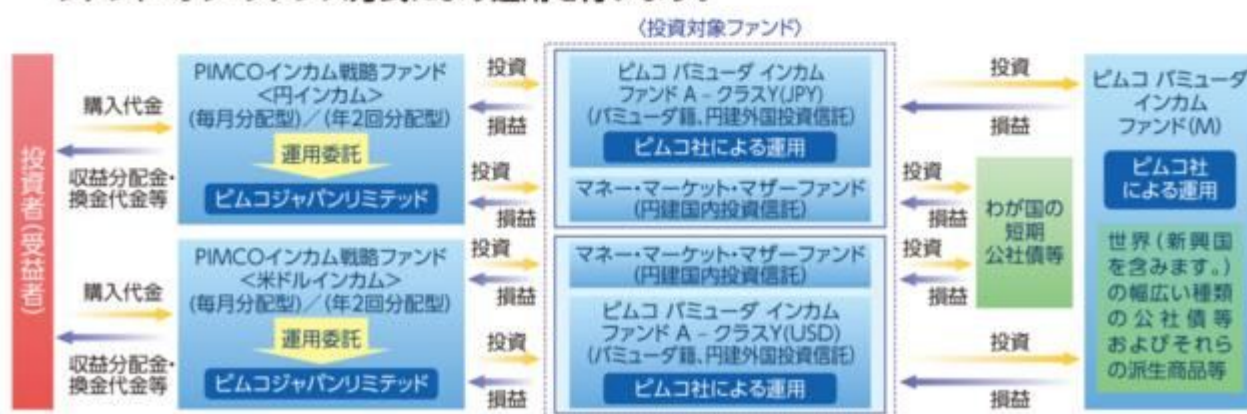 〈投資対象ファンド〉
投資者(受益者)
購入代金
収益分配金・
換金代金等
PIMCOインカム戦略ファンド
<円インカム>
(毎月分配型)／(年2回分配型)
運用委託
ピムコジャパンリミテッド
投資
損益
投資
損益
ピムコ バミューダ インカム
ファンド A – クラスY(JPY)
(バミューダ籍、円建外国投資信託)
ピムコ社による運用
マネー・マーケット・マザーファンド
(円建国内投資信託)
投資
損益
投資
損益
購入代金
収益分配金・
換金代金等
PIMCOインカム戦略ファンド
<米ドルインカム>
(毎月分配型)／(年2回分配型)
運用委託
ピムコジャパンリミテッド
投資
損益
投資
損益
マネー・マーケット・マザーファンド
(円建国内投資信託)
ピムコ バミューダ インカム
ファンド A – クラスY(USD)
(バミューダ籍、円建外国投資信託)
ピムコ社による運用
投資
損益
投資
損益
わが国の
短期
公社債等
ピムコ バミューダ
インカム
ファンド(M)
ピムコ社
による運用
世界(新興国
を含みます。)
の幅広い種類
の公社債等
およびそれら
の派生商品等